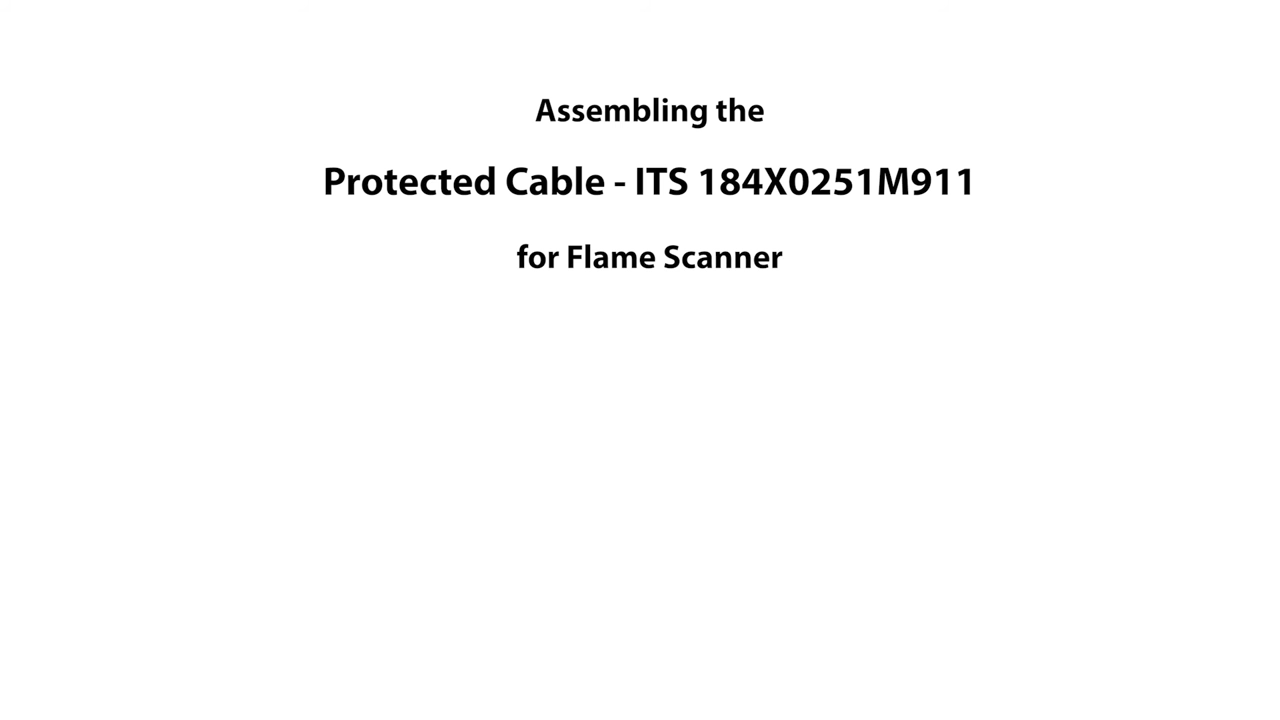 Assembling the
Protected Cable - ITS 184X0251M911
for Flame Scanner